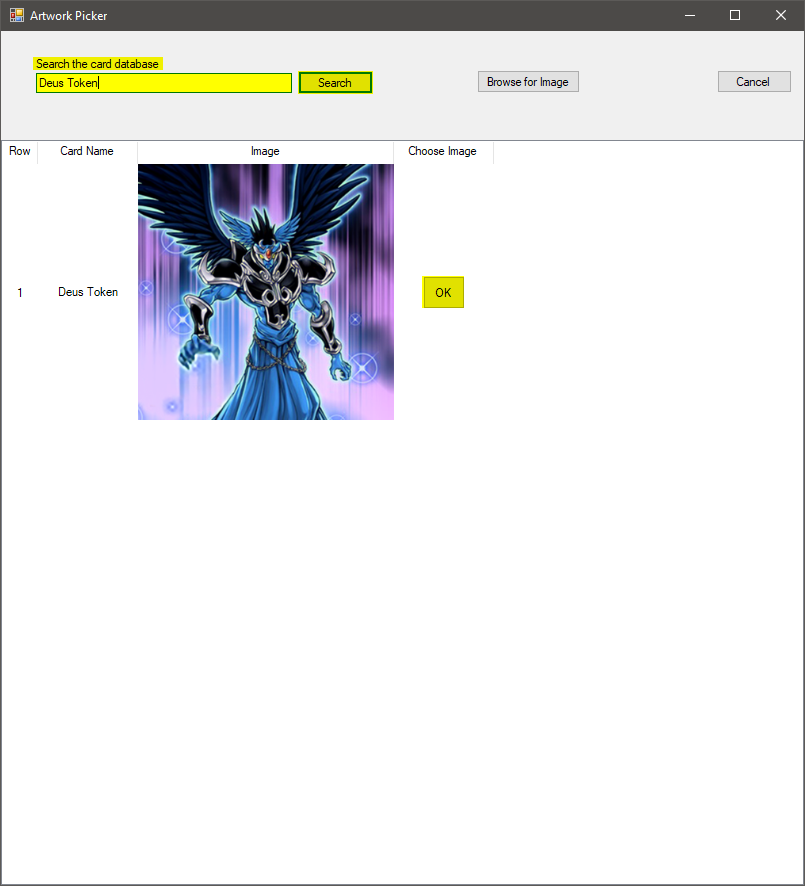 Artwork Picker
Search the card database
Deus Token
Search
Browse for Image
Cancel
Row
Card Name
Image
Choose Image
1
Deus Token
OK